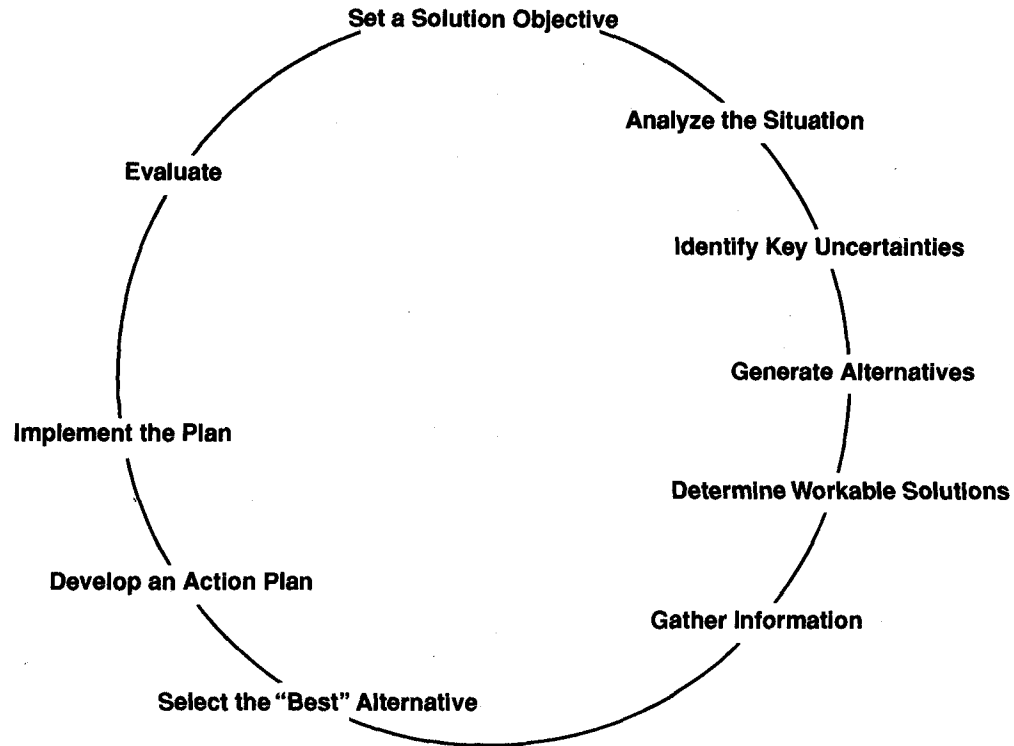 Set a Solution Objective
Analyze the Situation
Identify Key Uncertainties
Generate Alternatives
Determine Workable Solutions
Gather Information
Select the “Best” Alternative
Develop an Action Plan
Implement the Plan
Evaluate